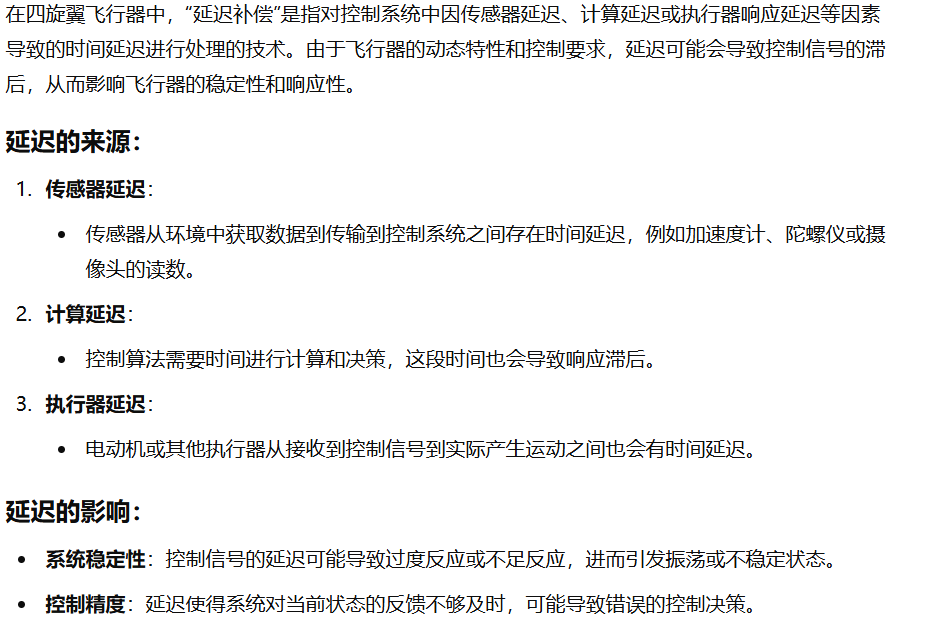 在四旋翼飞行器中，“延迟补偿”是指对控制系统中因传感器延迟、计算延迟或执行器响应延迟等因素
导致的时间延迟进行处理的技术。由于飞行器的动态特性和控制要求，延迟可能会导致控制信号的滞
后，从而影响飞行器的稳定性和响应性。
延迟的来源：
1. 传感器延迟：
• 传感器从环境中获取数据到传输到控制系统之间存在时间延迟，例如加速度计、陀螺仪或摄
像头的读数。
2. 计算延迟：
• 控制算法需要时间进行计算和决策，这段时间也会导致响应滞后。
3. 执行器延迟：
• 电动机或其他执行器从接收到控制信号到实际产生运动之间也会有时间延迟。
延迟的影响：
• 系统稳定性：控制信号的延迟可能导致过度反应或不足反应，进而引发振荡或不稳定状态。
• 控制精度：延迟使得系统对当前状态的反馈不够及时，可能导致错误的控制决策。